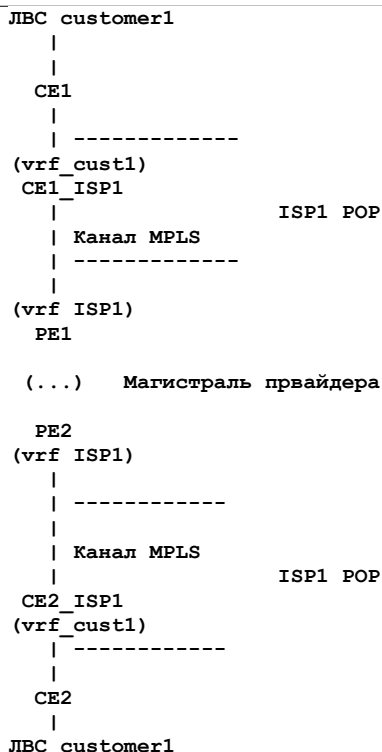 ЛВС customer1
|
|
CE1
|
| -------------
(vrf_cust1)
CE1_ISP1
| ISP1 POP
| Канал MPLS
| -------------
|
(vrf ISP1)
PE1
(...) Магистраль првайдера
PE2
(vrf ISP1)
|
| ------------
|
| Канал MPLS
| ISP1 POP
CE2_ISP1
(vrf_cust1)
| ------------
|
CE2
|
ЛВС customer1